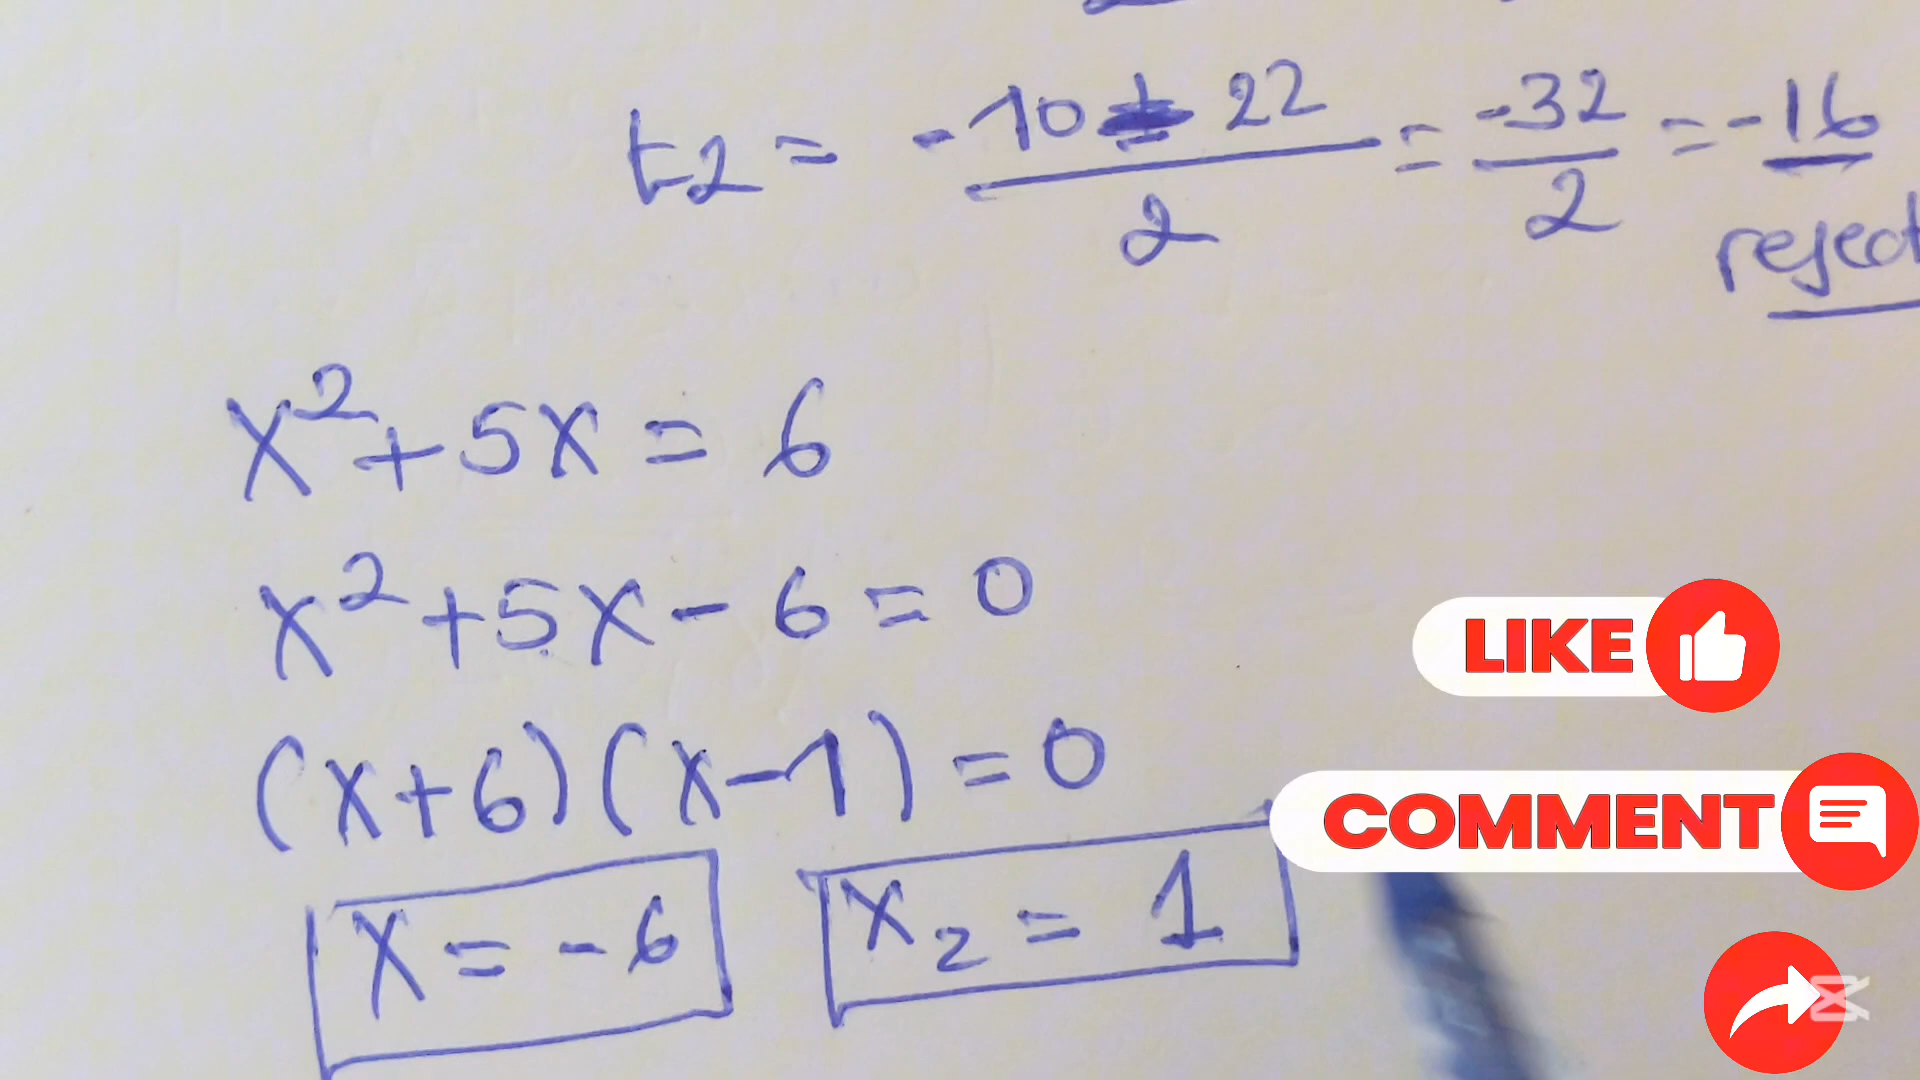 t2 = -10 - 22 / 2 = -32 / 2 = -16
reject
x² + 5x = 6
x² + 5x - 6 = 0
(x+6)(x-1) = 0
x = -6
x₂ = 1
LIKE
COMMENT